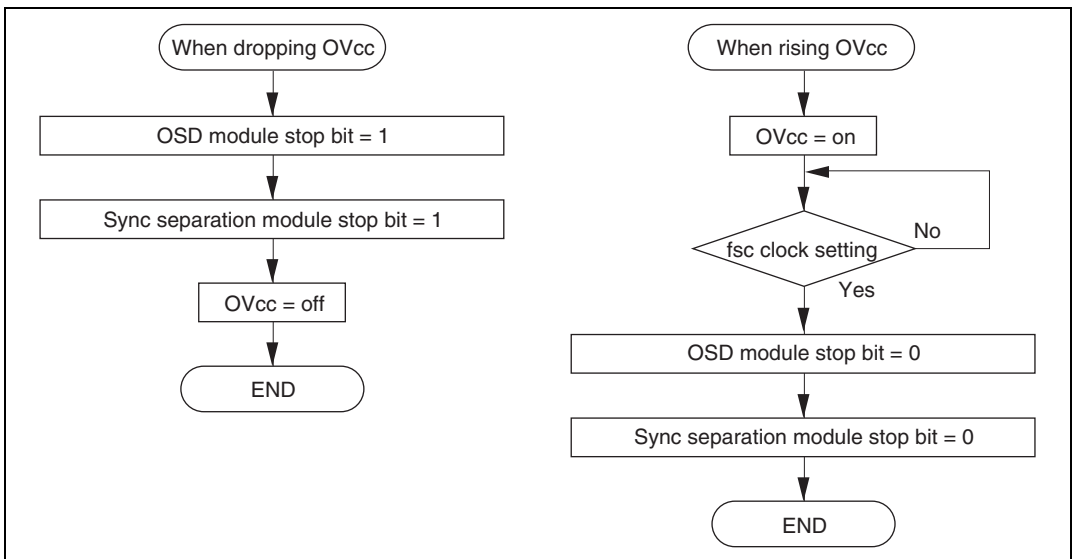 When dropping OVcc
OSD module stop bit = 1
Sync separation module stop bit = 1
OVcc = off
END
When rising OVcc
OVcc = on
fsc clock setting
No
Yes
OSD module stop bit = 0
Sync separation module stop bit = 0
END